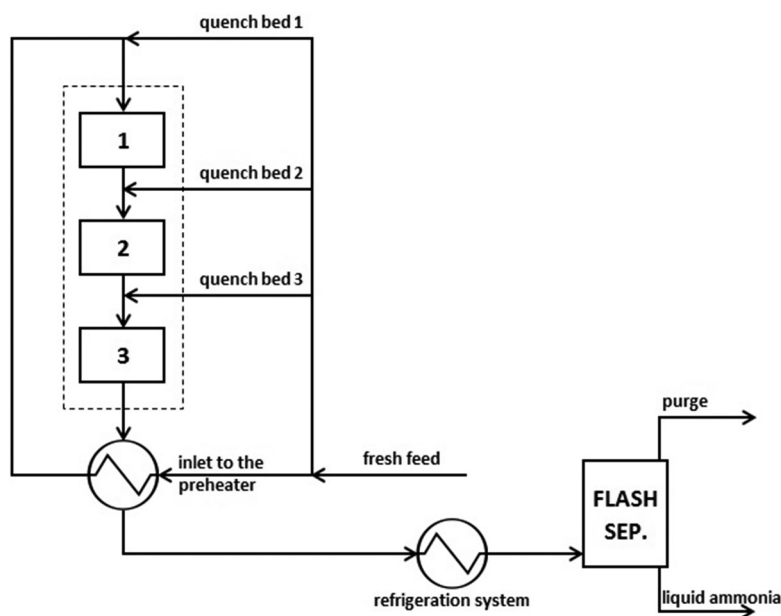 quench bed 1
1
quench bed 2
2
quench bed 3
3
inlet to the
preheater
fresh feed
purge
FLASH
SEP.
refrigeration system
liquid ammonia